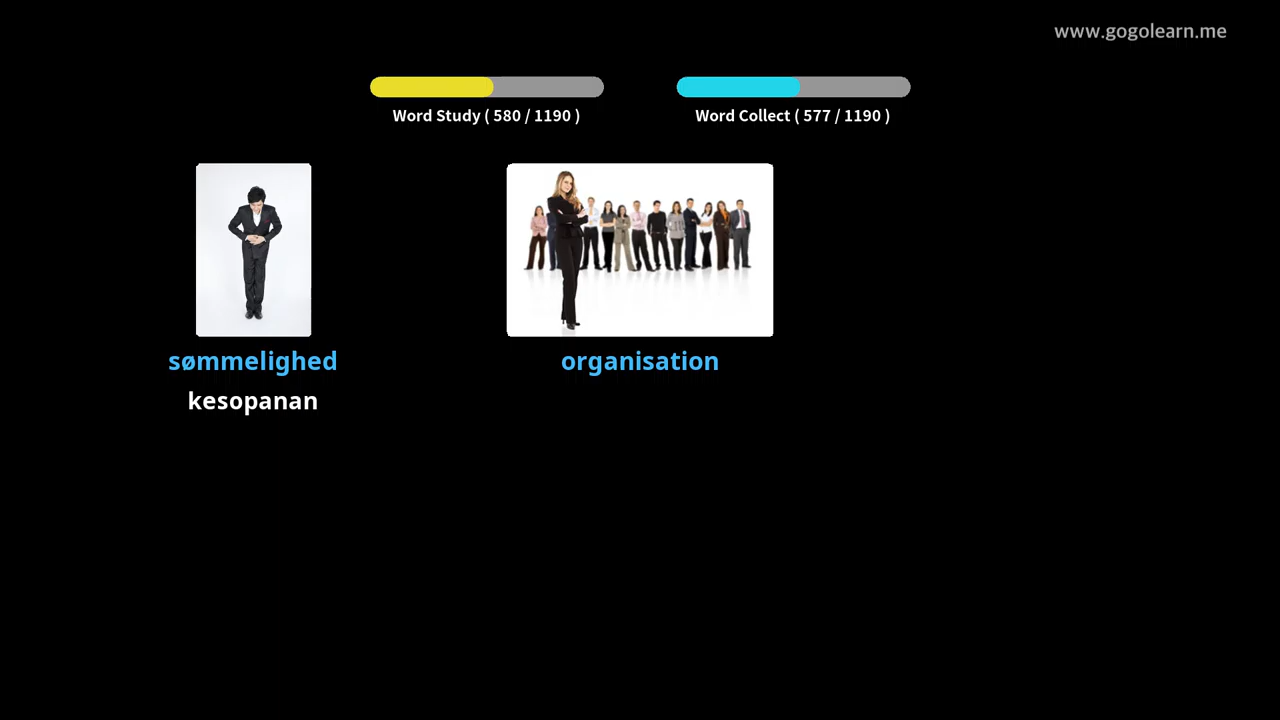 www.gogolearn.me
Word Study ( 580 / 1190 )
Word Collect ( 577 / 1190 )
sømmelighed
kesopanan
organisation